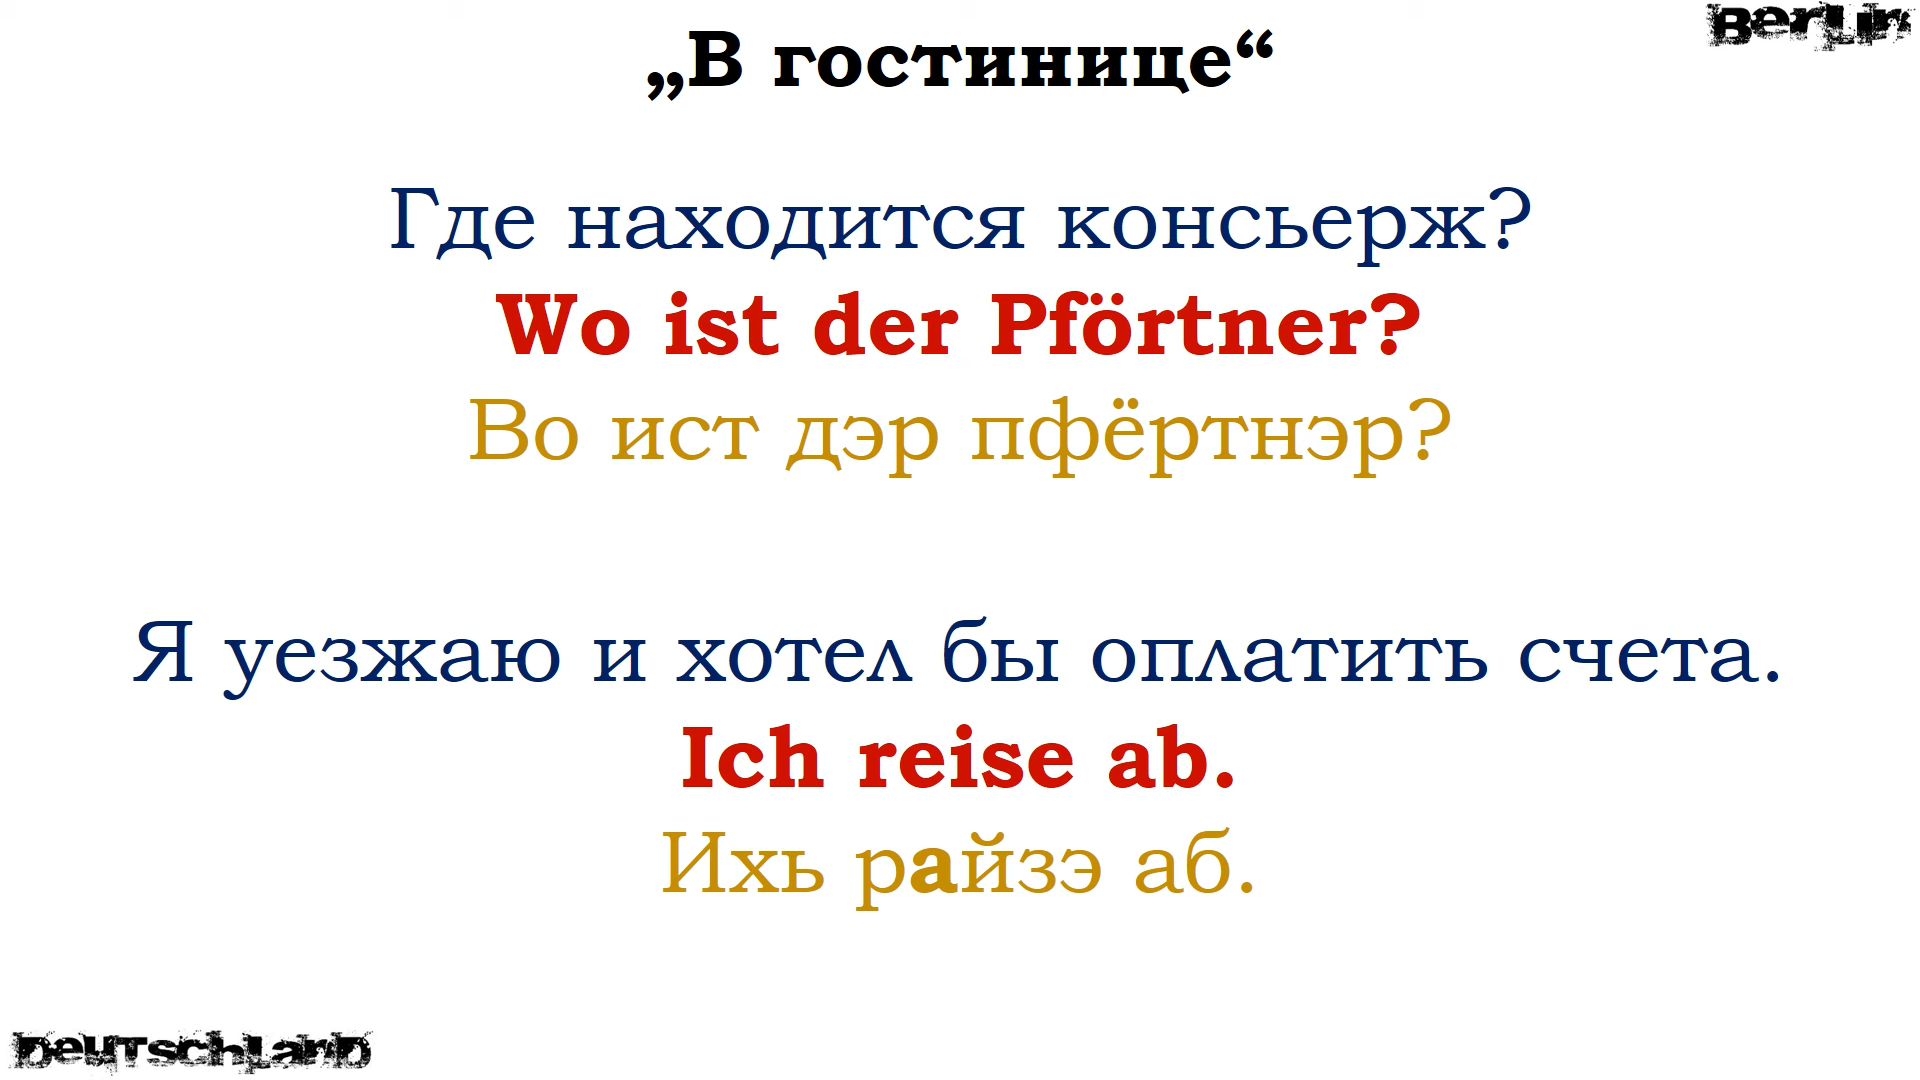 „В гостинице“
Berlin
Где находится консьерж?
Wo ist der Pförtner?
Во ист дэр пфёртнэр?
Я уезжаю и хотел бы оплатить счета.
Ich reise ab.
Ихь райзэ аб.
Deutschland